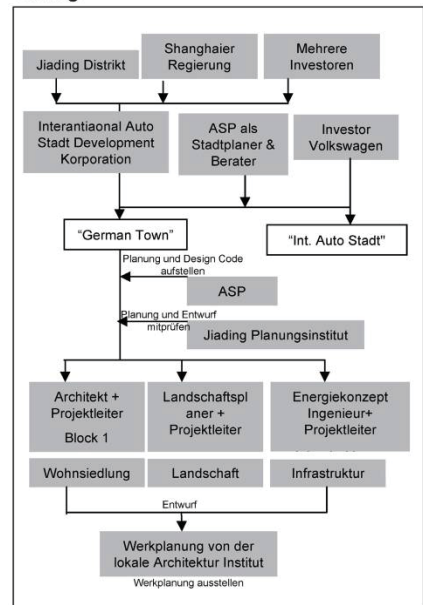 Jiading Distrikt
Shanghaier
Regierung
Mehrere
Investoren
Interantiaonal Auto
Stadt Development
Korporation
ASP als
Stadtplaner &
Berater
Investor
Volkswagen
"German Town"
"Int. Auto Stadt"
Planung und Design Code
aufstellen
ASP
Planung und Entwurf
mitprüfen
Jiading Planungsinstitut
Architekt +
Projektleiter
Block 1
Landschaftspl
aner +
Projektleiter
Energiekonzept
Ingenieur+
Projektleiter
Wohnsiedlung
Landschaft
Infrastruktur
Entwurf
Werkplanung von der
lokale Architektur Institut
Werkplanung ausstellen